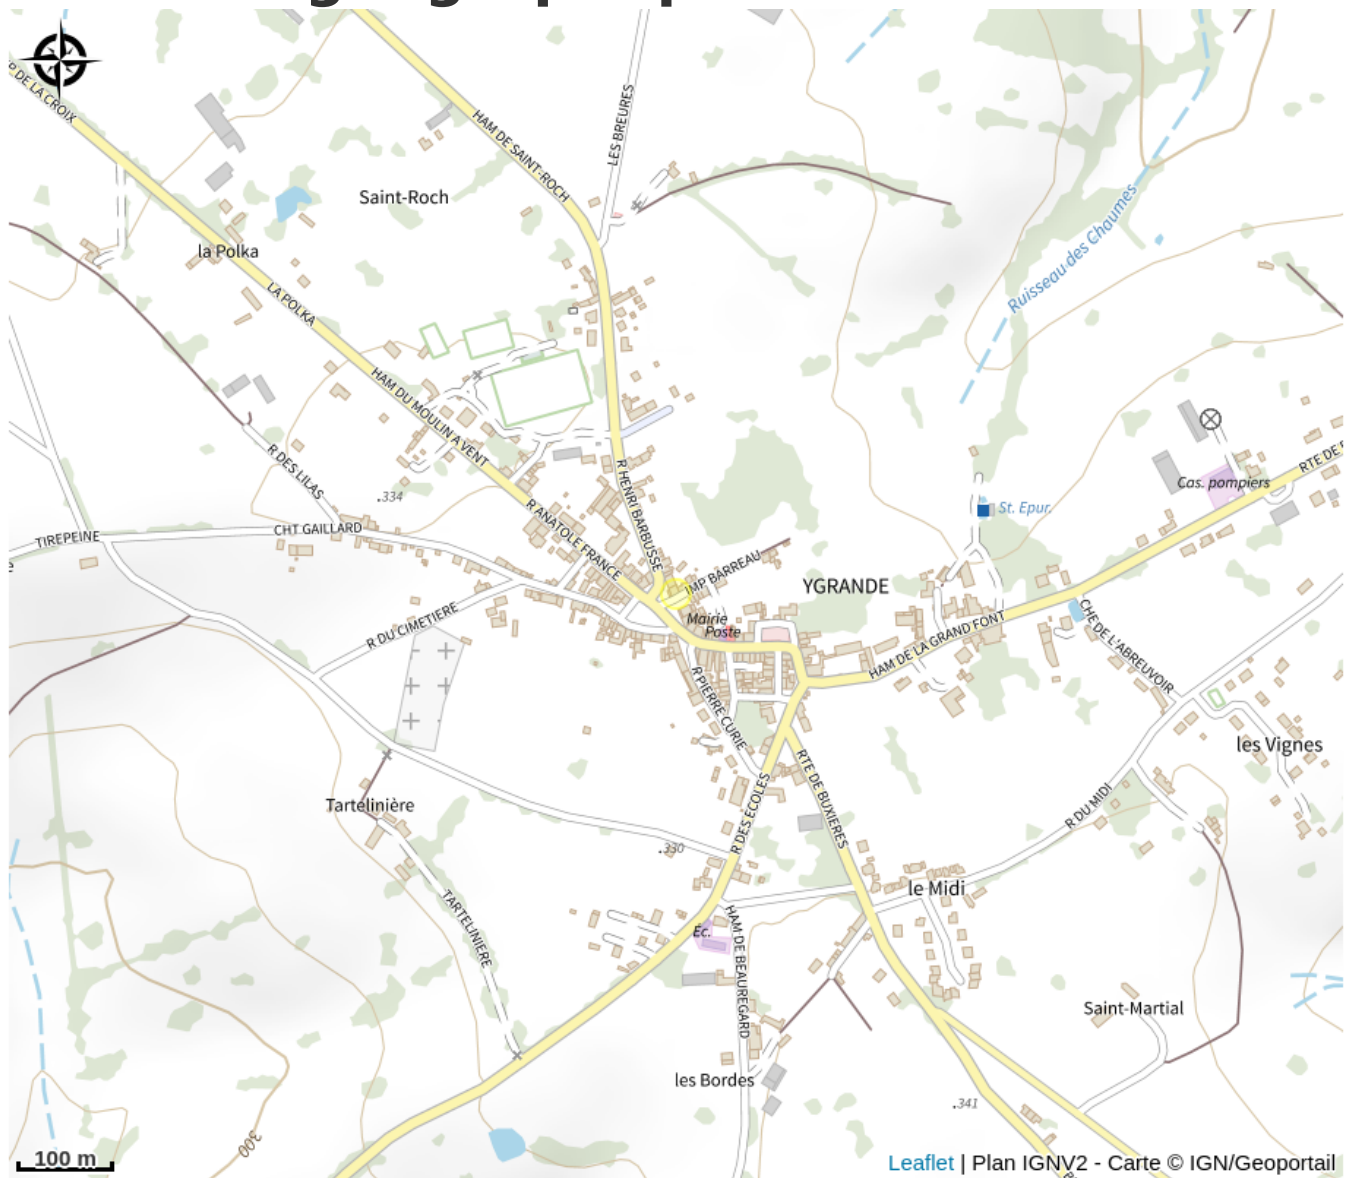 P DE LA CROIX
HAM DE SAINT-ROCH
LES BREURES
Saint-Roch
Ruisseau des Chaumes
la Polka
LA POLKA
HAM DU MOULIN A VENT
R DES LILAS
.334
R HENRI BARBUSSE
RTE DE
Cas. pompiers
St. Epur.
R ANATOLE FRANCE
CHT GAILLARD
TIREPEINE
e
IMP BARREAU
YGRANDE
R DU CIMETIERE
Mairie
Poste
HAM DE LA GRAND FONT
CHE DE L'ABREUVOIR
R PIERRE CURIE
les Vignes
RTE DE BUXIERES
R DES ECOLES
Tartelinière
R DU MIDI
.330
le Midi
TARTELINIERE
Ec.
HAM DE BEAUREGARD
Saint-Martial
les Bordes
.341
300
100 m
Leaflet | Plan IGNV2 - Carte © IGN/Geoportail